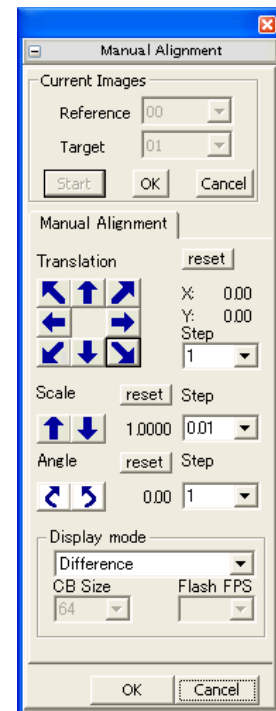 Manual Alignment
Current Images
Reference 00
Target 01
Start OK Cancel
Manual Alignment
Translation reset
X: 0.00
Y: 0.00
Step
1
Scale reset Step
1.0000 0.01
Angle reset Step
0.00 1
Display mode
Difference
CB Size Flash FPS
64
OK Cancel